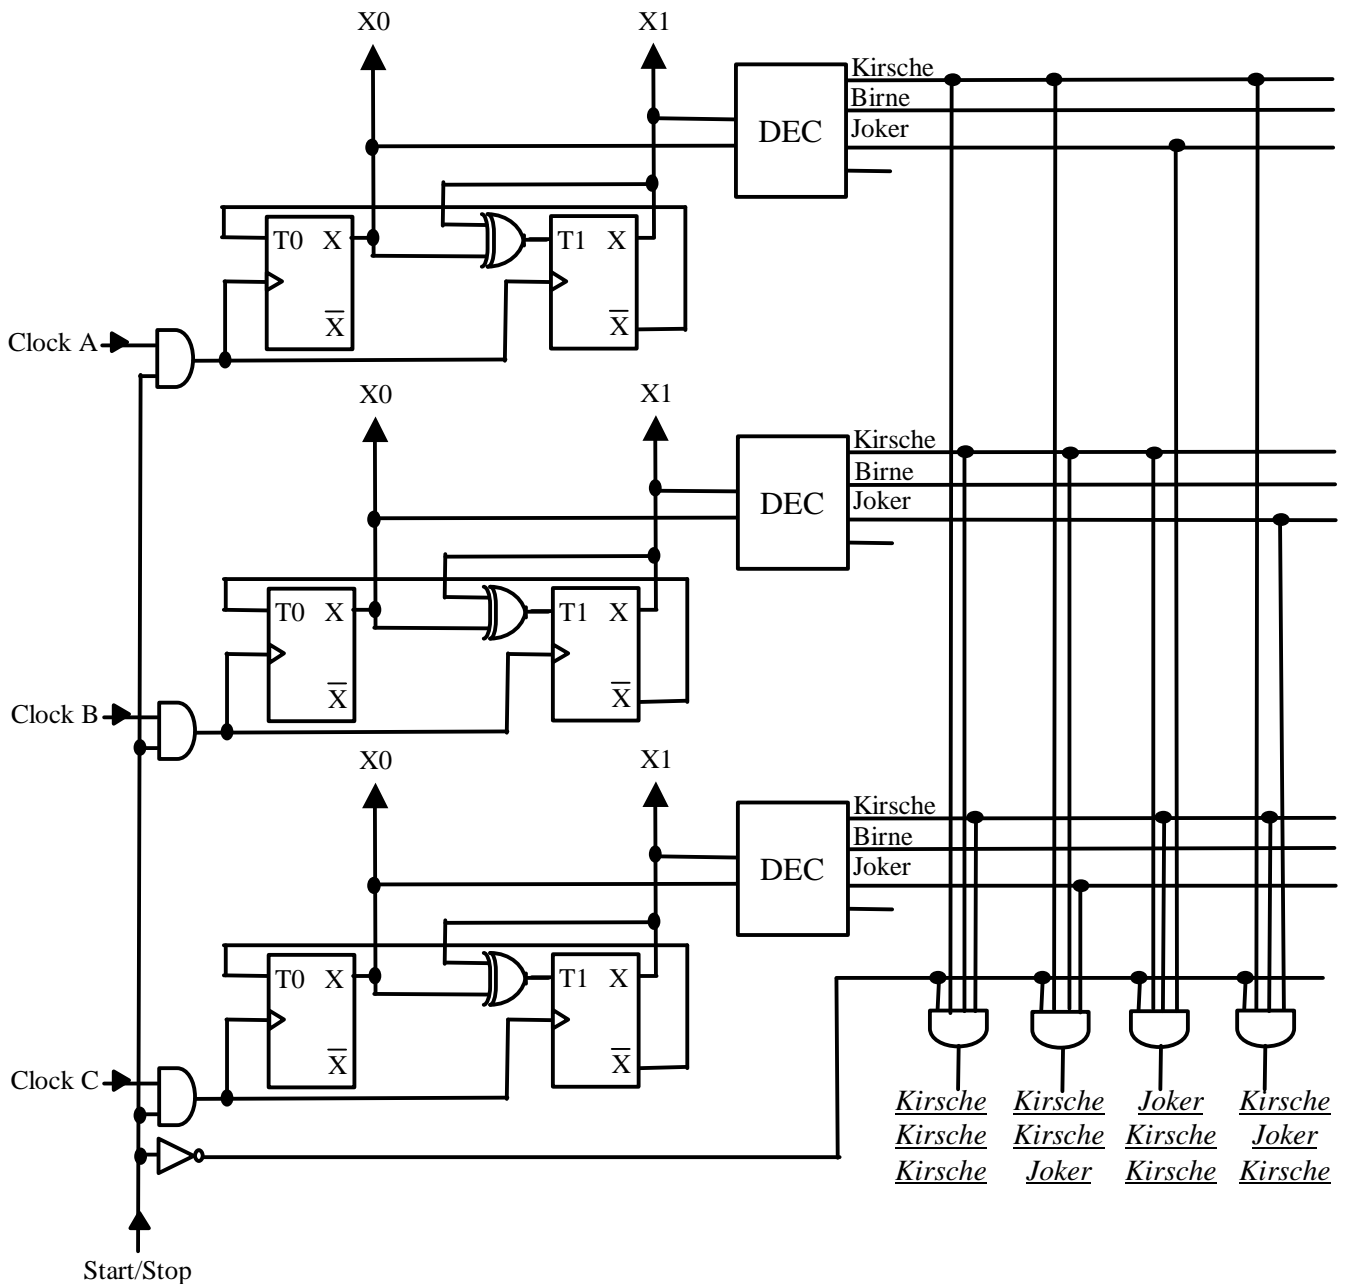 X0 X1
Kirsche
Birne
Joker
DEC
T0 X
X̅
T1 X
X̅
Clock A
X0 X1
Kirsche
Birne
Joker
DEC
T0 X
X̅
T1 X
X̅
Clock B
X0 X1
Kirsche
Birne
Joker
DEC
T0 X
X̅
T1 X
X̅
Clock C
Kirsche Kirsche Joker Kirsche
Kirsche Kirsche Kirsche Joker
Kirsche Joker Kirsche Kirsche
Start/Stop